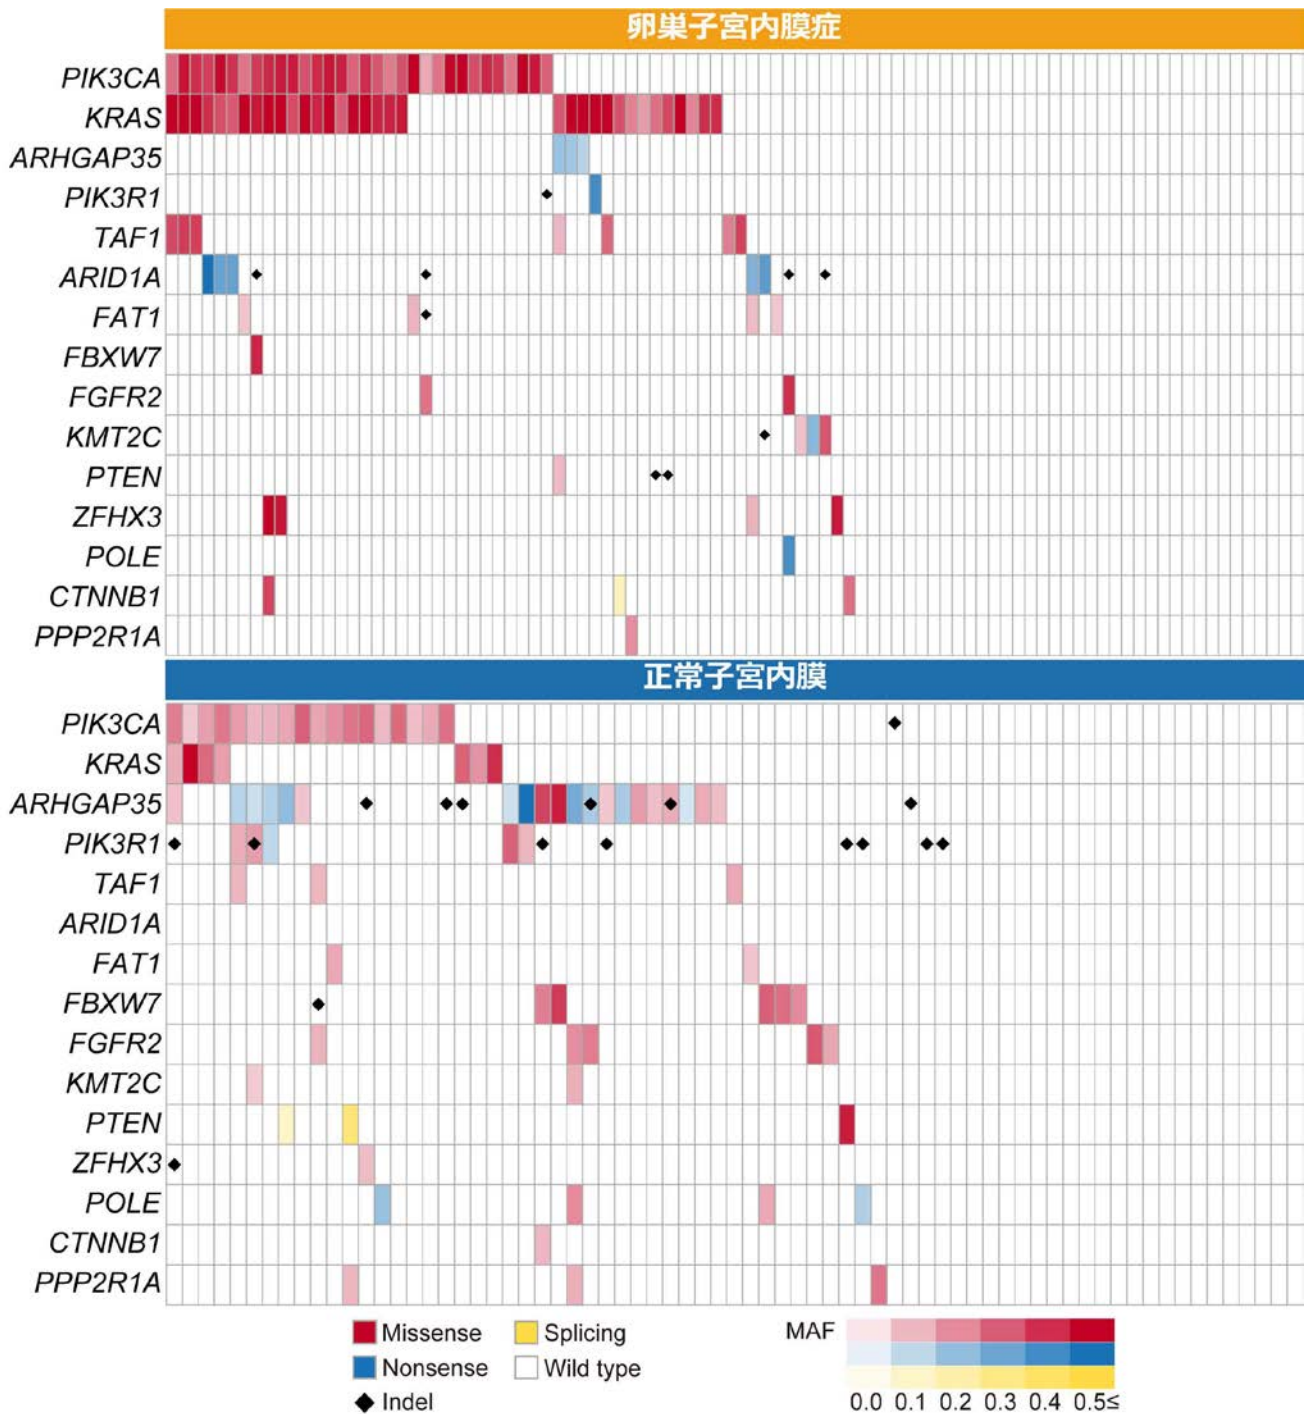 卵巣子宮内膜症
PIK3CA
KRAS
ARHGAP35
PIK3R1
TAF1
ARID1A
FAT1
FBXW7
FGFR2
KMT2C
PTEN
ZFHX3
POLE
CTNNB1
PPP2R1A
正常子宮内膜
PIK3CA
KRAS
ARHGAP35
PIK3R1
TAF1
ARID1A
FAT1
FBXW7
FGFR2
KMT2C
PTEN
ZFHX3
POLE
CTNNB1
PPP2R1A
Missense
Splicing
Nonsense
Wild type
Indel
MAF
0.0 0.1 0.2 0.3 0.4 0.5≤